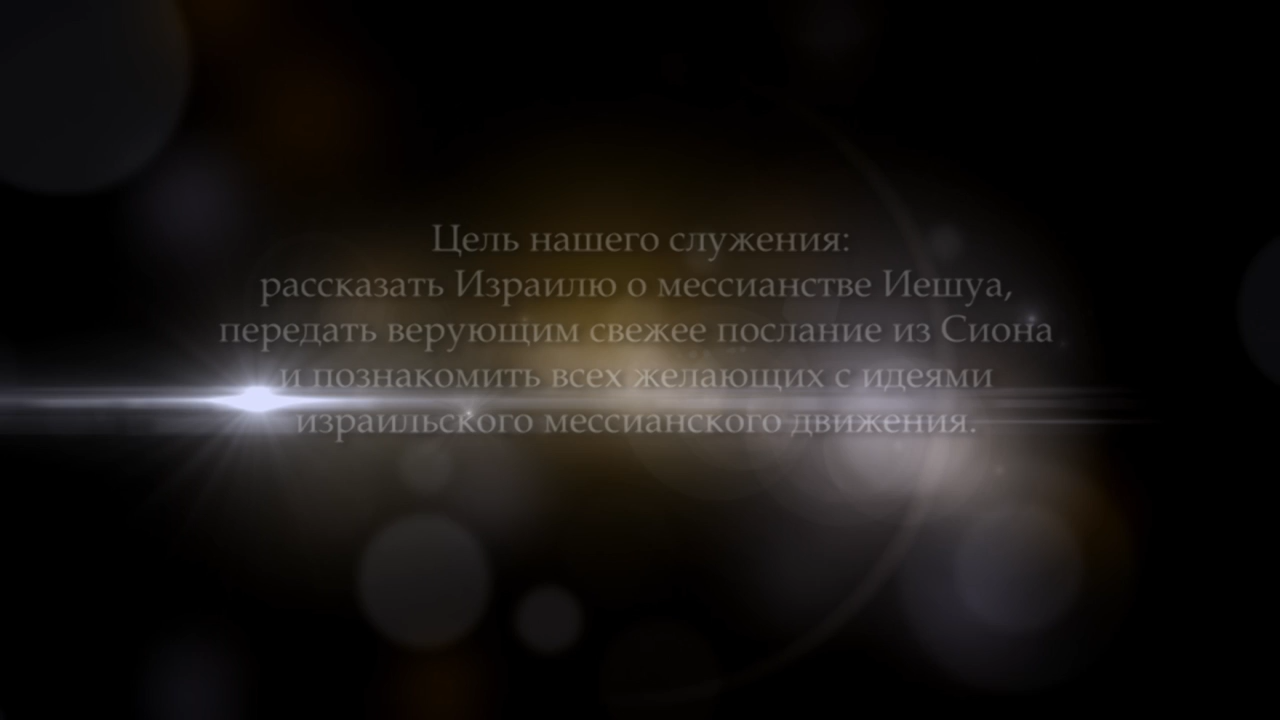 Цель нашего служения:
рассказать Израилю о мессианстве Иешуа,
передать верующим свежее послание из Сиона
и познакомить всех желающих с идеями
израильского мессианского движения.